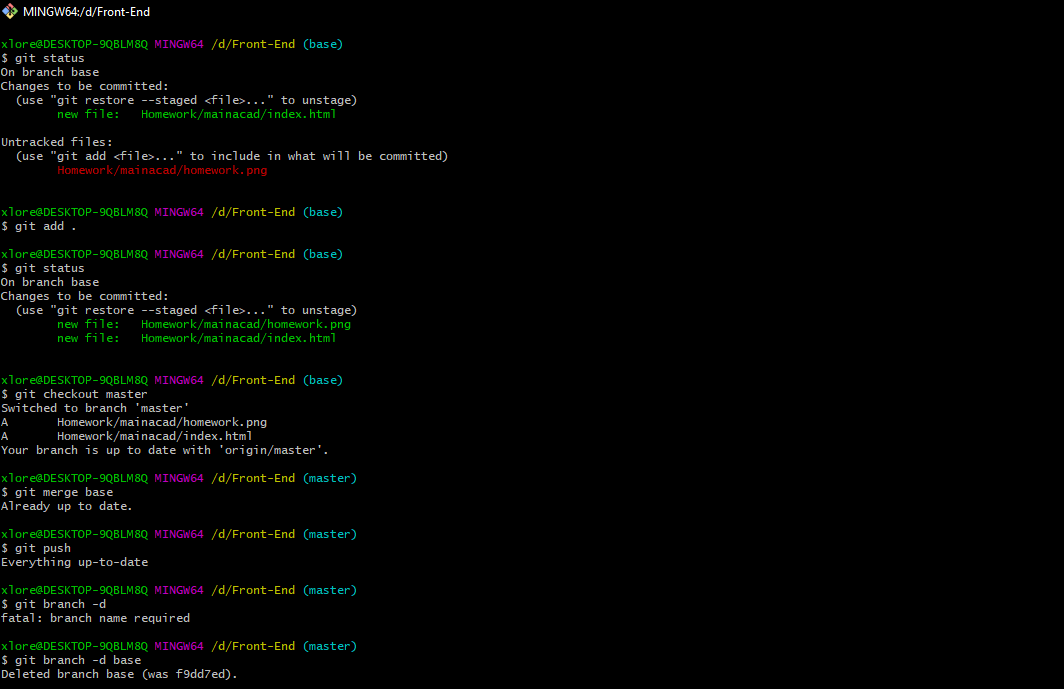 MINGW64:/d/Front-End
xlore@DESKTOP-9QBLM8Q MINGW64 /d/Front-End (base)
$ git status
On branch base
Changes to be committed:
  (use "git restore --staged <file>..." to unstage)
        new file:   Homework/mainacad/index.html

Untracked files:
  (use "git add <file>..." to include in what will be committed)
        Homework/mainacad/homework.png

xlore@DESKTOP-9QBLM8Q MINGW64 /d/Front-End (base)
$ git add .

xlore@DESKTOP-9QBLM8Q MINGW64 /d/Front-End (base)
$ git status
On branch base
Changes to be committed:
  (use "git restore --staged <file>..." to unstage)
        new file:   Homework/mainacad/homework.png
        new file:   Homework/mainacad/index.html

xlore@DESKTOP-9QBLM8Q MINGW64 /d/Front-End (base)
$ git checkout master
Switched to branch 'master'
A       Homework/mainacad/homework.png
A       Homework/mainacad/index.html
Your branch is up to date with 'origin/master'.

xlore@DESKTOP-9QBLM8Q MINGW64 /d/Front-End (master)
$ git merge base
Already up to date.

xlore@DESKTOP-9QBLM8Q MINGW64 /d/Front-End (master)
$ git push
Everything up-to-date

xlore@DESKTOP-9QBLM8Q MINGW64 /d/Front-End (master)
$ git branch -d
fatal: branch name required

xlore@DESKTOP-9QBLM8Q MINGW64 /d/Front-End (master)
$ git branch -d base
Deleted branch base (was f9dd7ed).